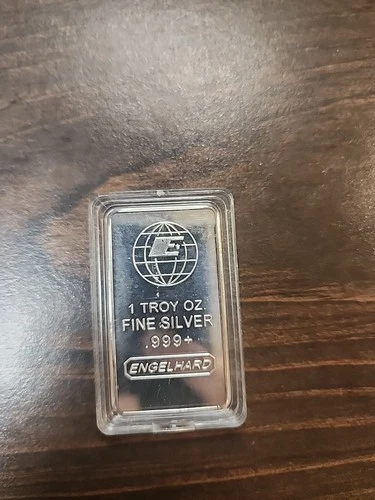 E
1 TROY OZ.
FINE SILVER
.999+
ENGELHARD